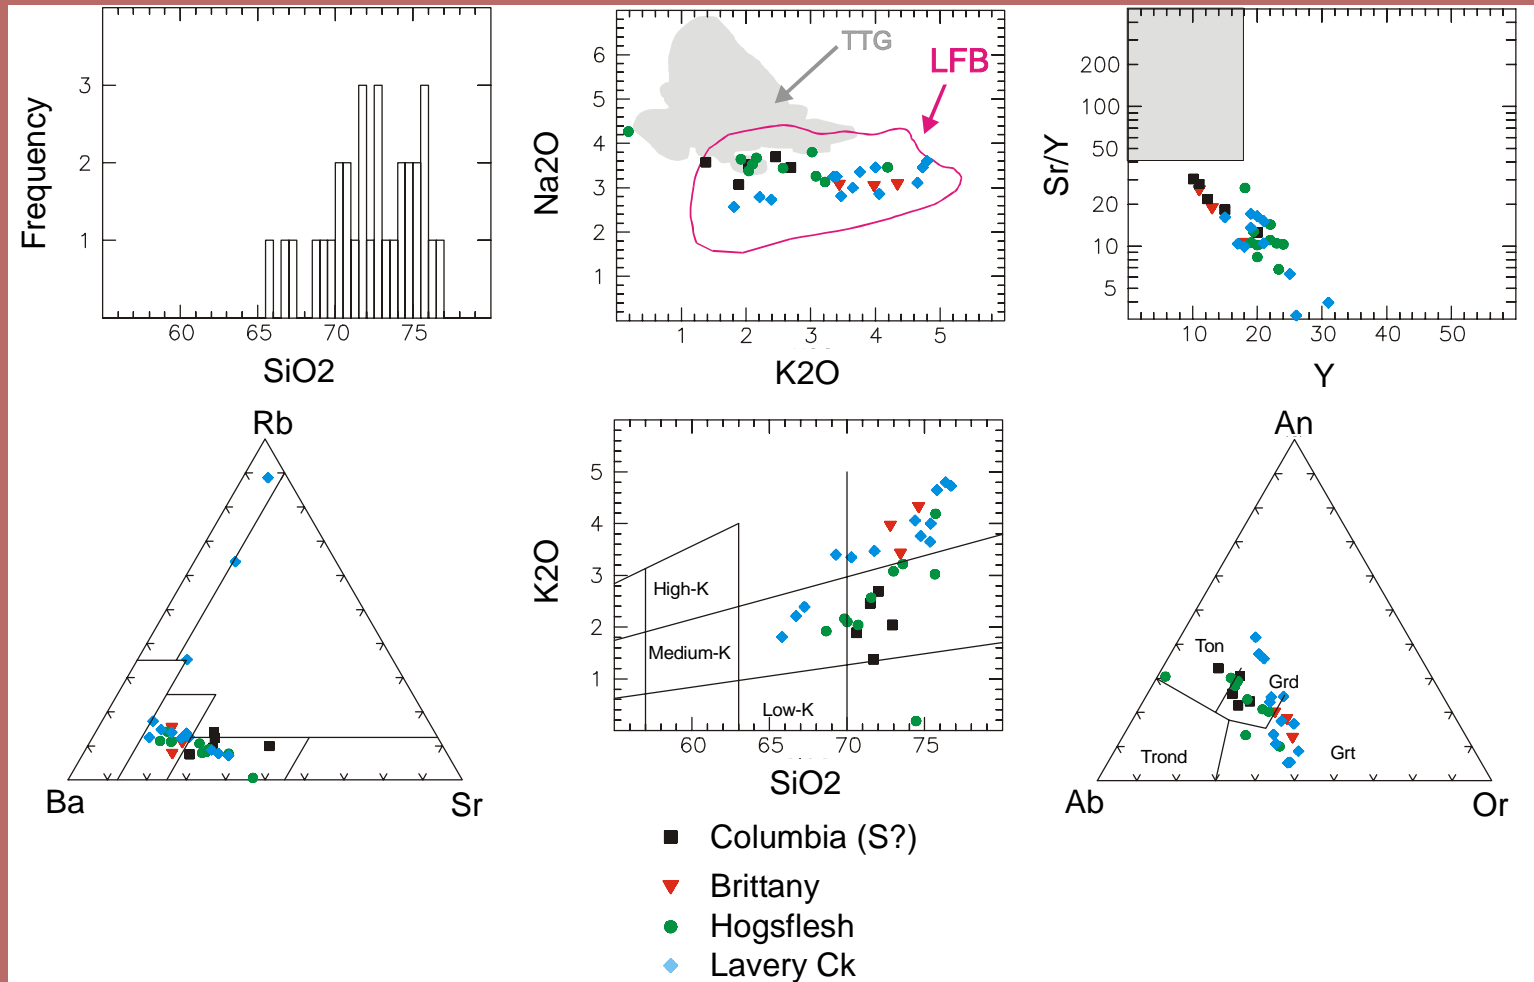 Frequency
3
2
1
60
65
70
75
SiO2
Na2O
6
5
4
3
2
1
TTG
LFB
1
2
3
4
5
K2O
Sr/Y
200
100
50
20
10
5
10
20
30
40
50
Y
Rb
Ba
Sr
K2O
5
4
3
2
1
High-K
Medium-K
Low-K
60
65
70
75
SiO2
An
Ton
Grd
Trond
Grt
Ab
Or
Columbia (S?)
Brittany
Hogsflesh
Lavery Ck